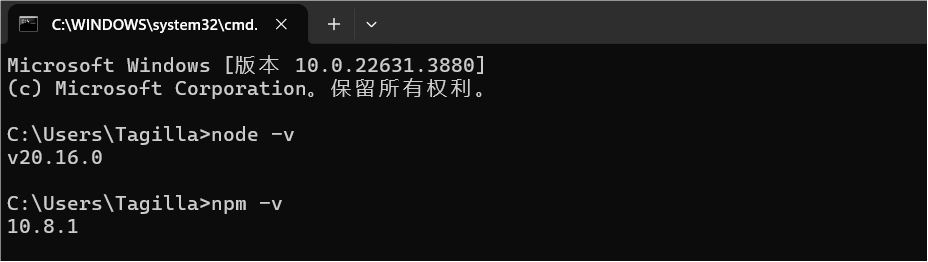 C:\WINDOWS\system32\cmd.
Microsoft Windows [版本 10.0.22631.3880]
(c) Microsoft Corporation。保留所有权利。
C:\Users\Tagilla>node -v
v20.16.0
C:\Users\Tagilla>npm -v
10.8.1